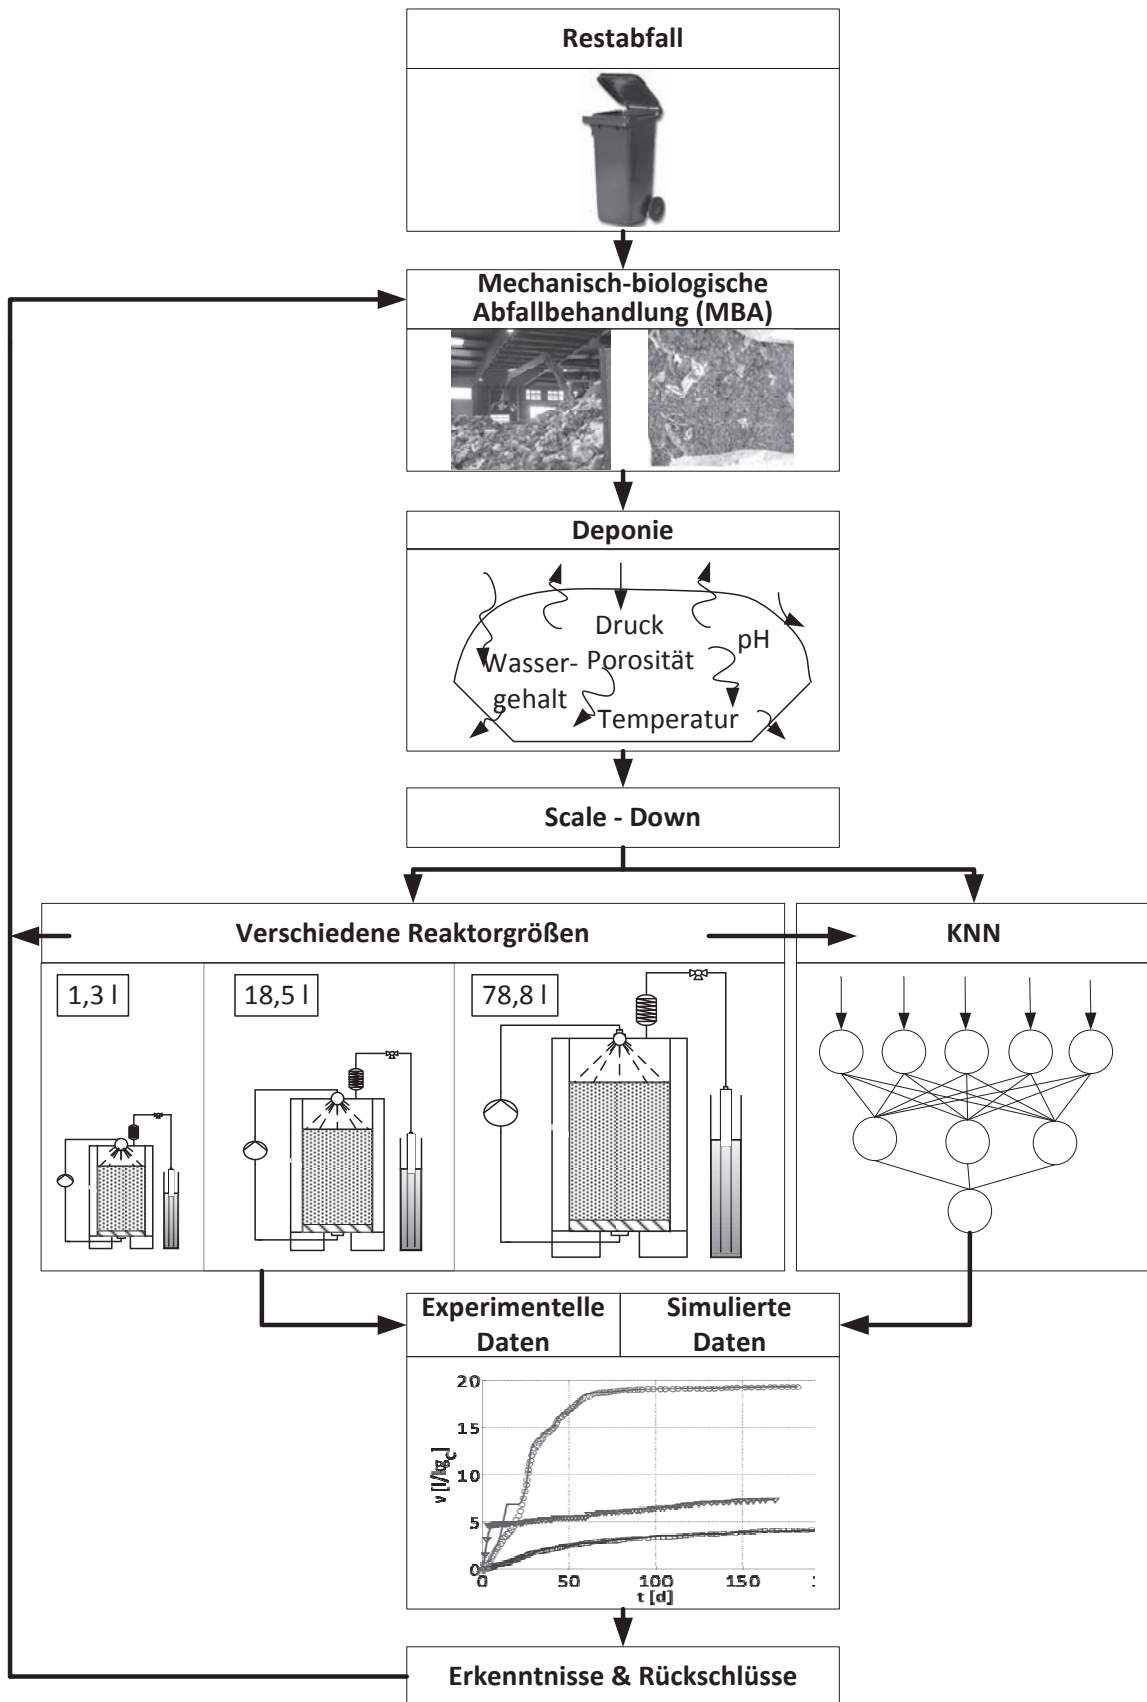 Restabfall
Mechanisch-biologische
Abfallbehandlung (MBA)
Deponie
Druck
pH
Wasser-
Porosität
gehalt
Temperatur
Scale - Down
Verschiedene Reaktorgrößen
KNN
1,3 l
18,5 l
78,8 l
Experimentelle
Daten
Simulierte
Daten
20
15
10
5
0
v [l/kg_C]
0
50
100
150
t [d]
Erkenntnisse & Rückschlüsse